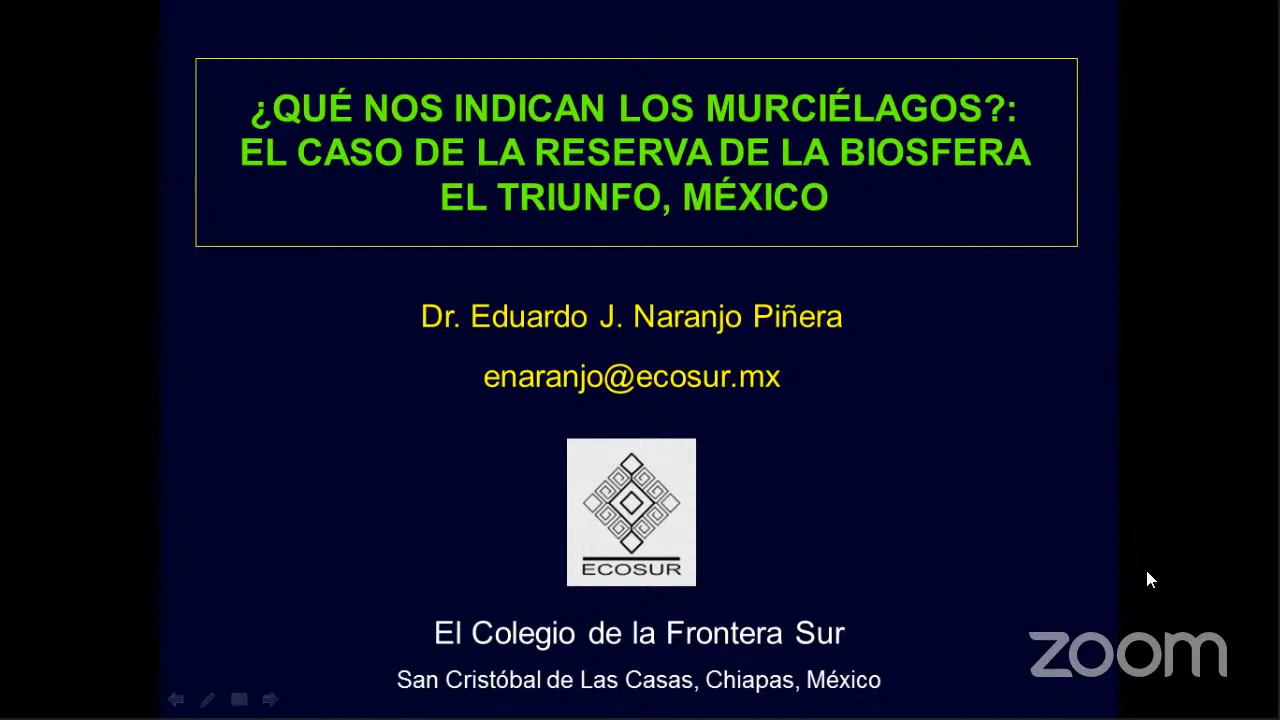 ¿QUÉ NOS INDICAN LOS MURCIÉLAGOS?:
EL CASO DE LA RESERVA DE LA BIOSFERA
EL TRIUNFO, MÉXICO
Dr. Eduardo J. Naranjo Piñera
enaranjo@ecosur.mx
ECOSUR
El Colegio de la Frontera Sur
San Cristóbal de Las Casas, Chiapas, México
zoom